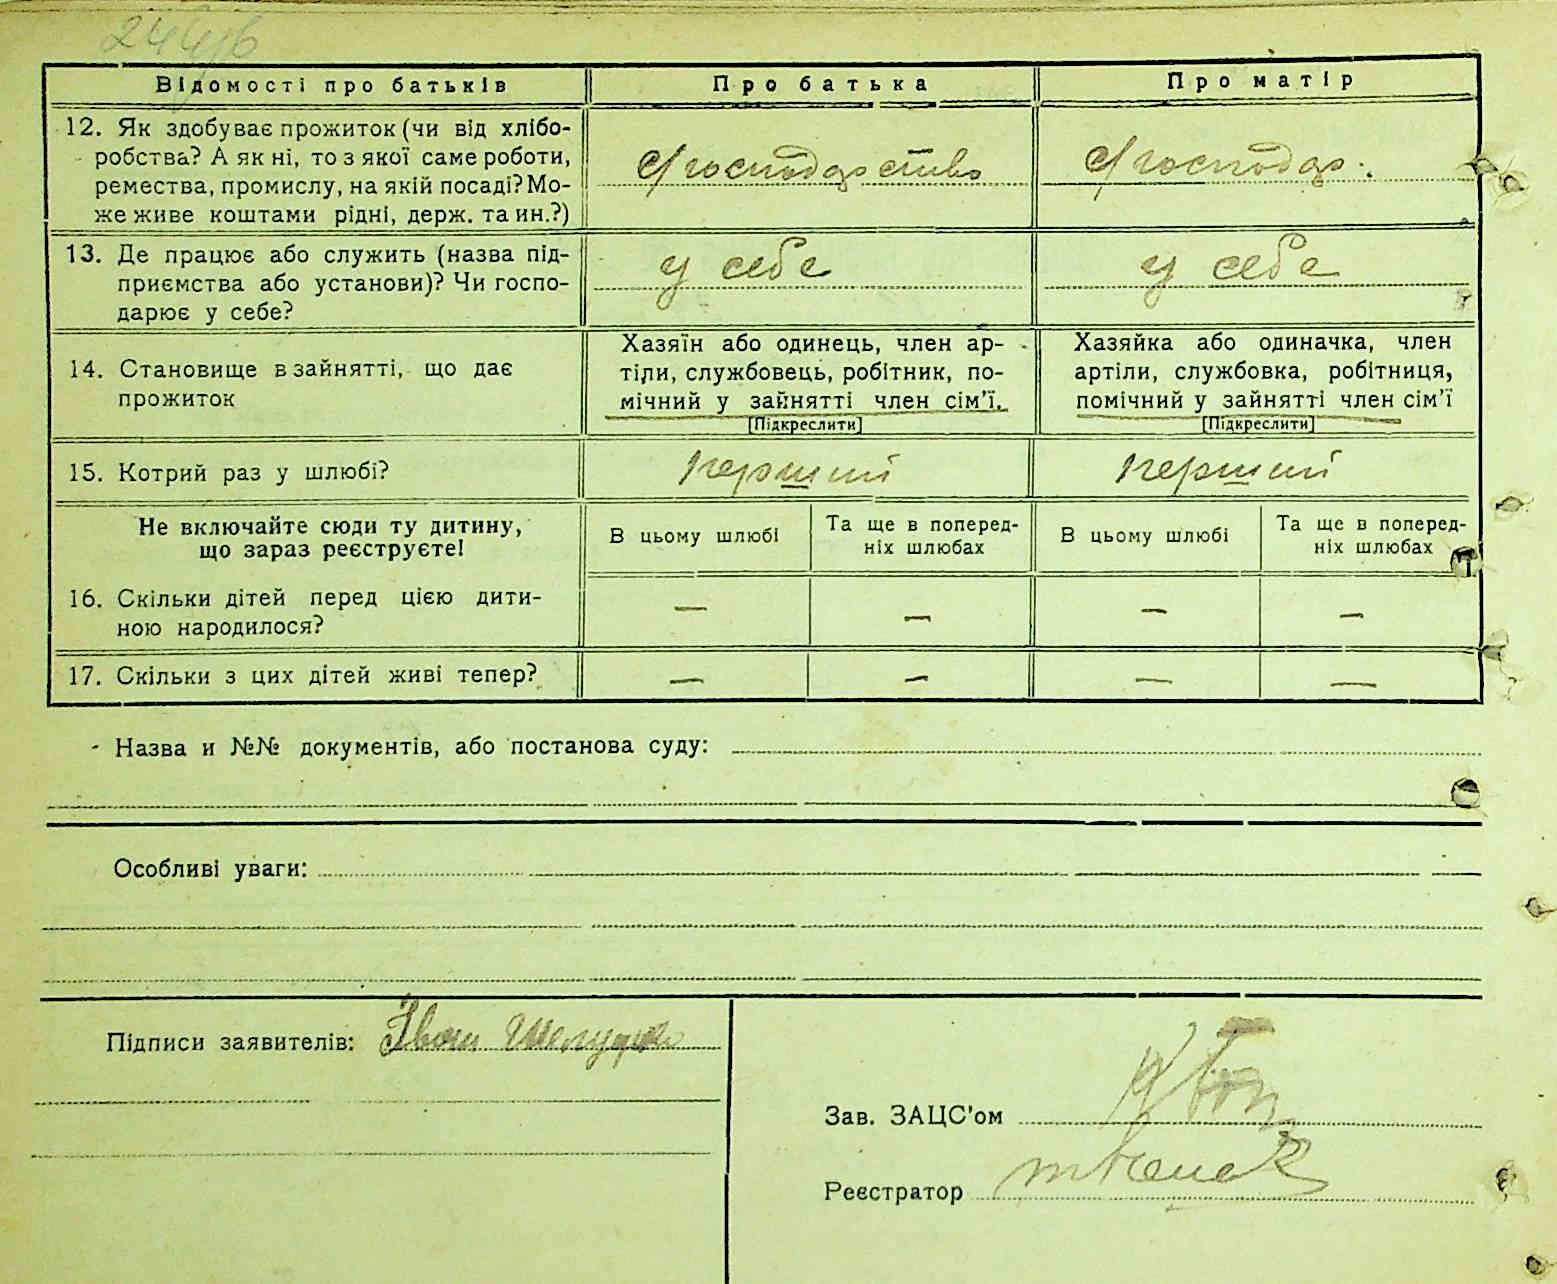 Відомості про батьків
Про батька
Про матір
12. Як здобуває прожиток (чи від хлібо-
робства? А як ні, то з якої саме роботи,
ремества, промислу, на якій посаді? Мо-
же живе коштами рідні, держ. та ин.?)
с/господарство
с/господар.
13. Де працює або служить (назва під-
приємства або установи)? Чи госпо-
дарює у себе?
у себе
у себе
14. Становище в зайнятті, що дає
прожиток
Хазяїн або одинець, член ар-
тіли, службовець, робітник, по-
мічний у зайнятті член сім'ї.
[Підкреслити]
Хазяйка або одиначка, член
артіли, службовка, робітниця,
помічний у зайнятті член сім'ї
[Підкреслити]
15. Котрий раз у шлюбі?
перший
перший
Не включайте сюди ту дитину,
що зараз реєструєте!
В цьому шлюбі
Та ще в поперед-
ніх шлюбах
В цьому шлюбі
Та ще в поперед-
ніх шлюбах
16. Скільки дітей перед цією дити-
ною народилося?
—
—
—
—
17. Скільки з цих дітей живі тепер?
—
—
—
—
Назва и №№ документів, або постанова суду:
Особливі уваги:
Підписи заявителів: Іван
Зав. ЗАЦС'ом
Реєстратор